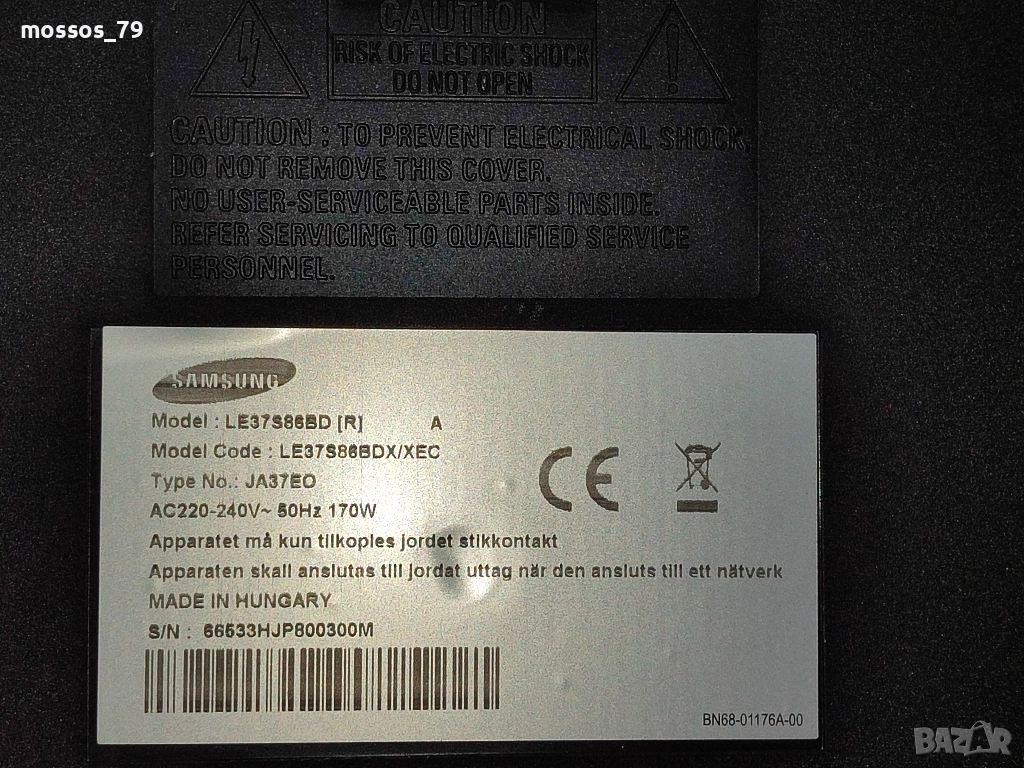 mossos_79
CAUTION
RISK OF ELECTRIC SHOCK
DO NOT OPEN
CAUTION : TO PREVENT ELECTRICAL SHOCK,
DO NOT REMOVE THIS COVER.
NO USER-SERVICEABLE PARTS INSIDE.
REFER SERVICING TO QUALIFIED SERVICE
PERSONNEL.
SAMSUNG
Model : LE37S86BD [R] A
Model Code : LE37S86BDX/XEC
Type No.: JA37EO
AC220-240V~ 50Hz 170W
Apparatet må kun tilkoples jordet stikkontakt
Apparaten skall anslutas till jordat uttag när den ansluts till ett nätverk
MADE IN HUNGARY
S/N : 66533HJP800300M
CE
BN68-01176A-00
BAZAR